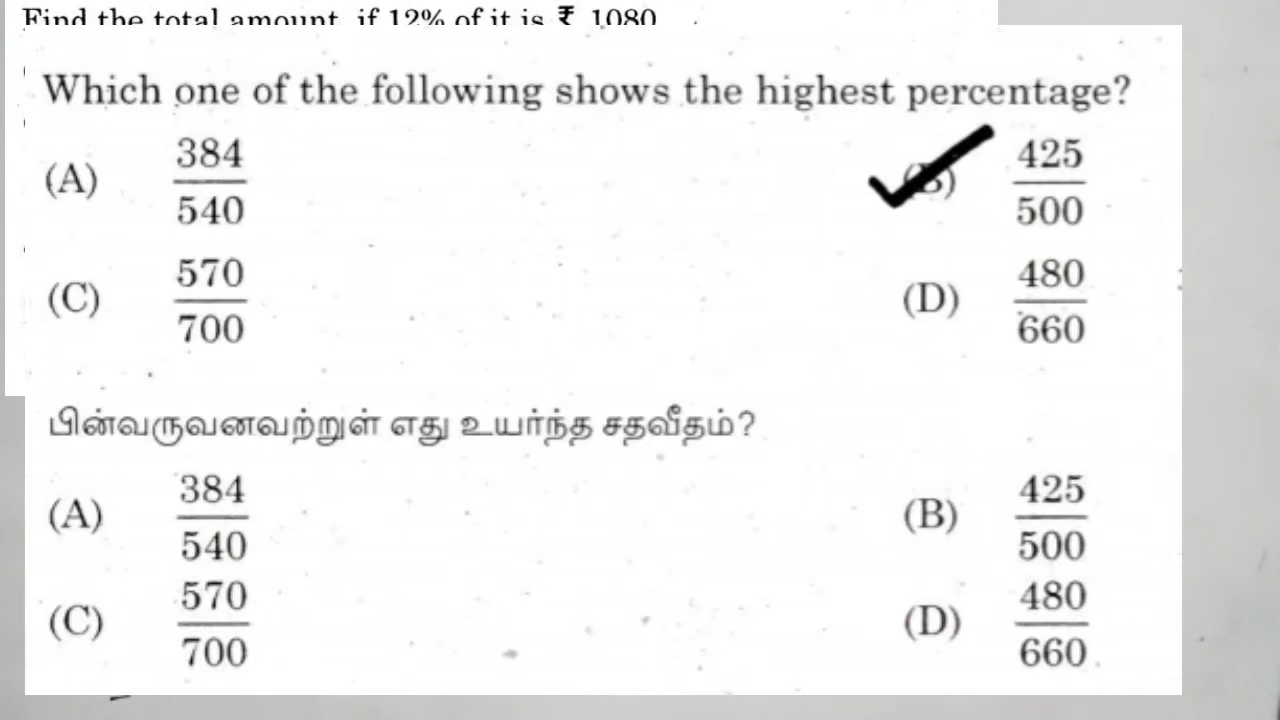 Find the total amount, if 12% of it is ₹ 1080
Which one of the following shows the highest percentage?
(A) 384/540 (B) 425/500
(C) 570/700 (D) 480/660
பின்வருவனவற்றுள் எது உயர்ந்த சதவீதம்?
(A) 384/540 (B) 425/500
(C) 570/700 (D) 480/660